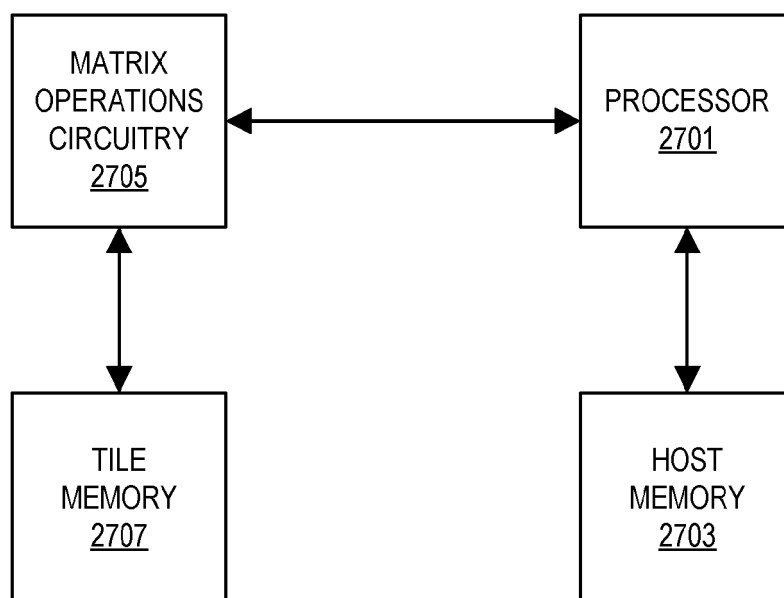 MATRIX
OPERATIONS
CIRCUITRY
2705
PROCESSOR
2701
TILE
MEMORY
2707
HOST
MEMORY
2703